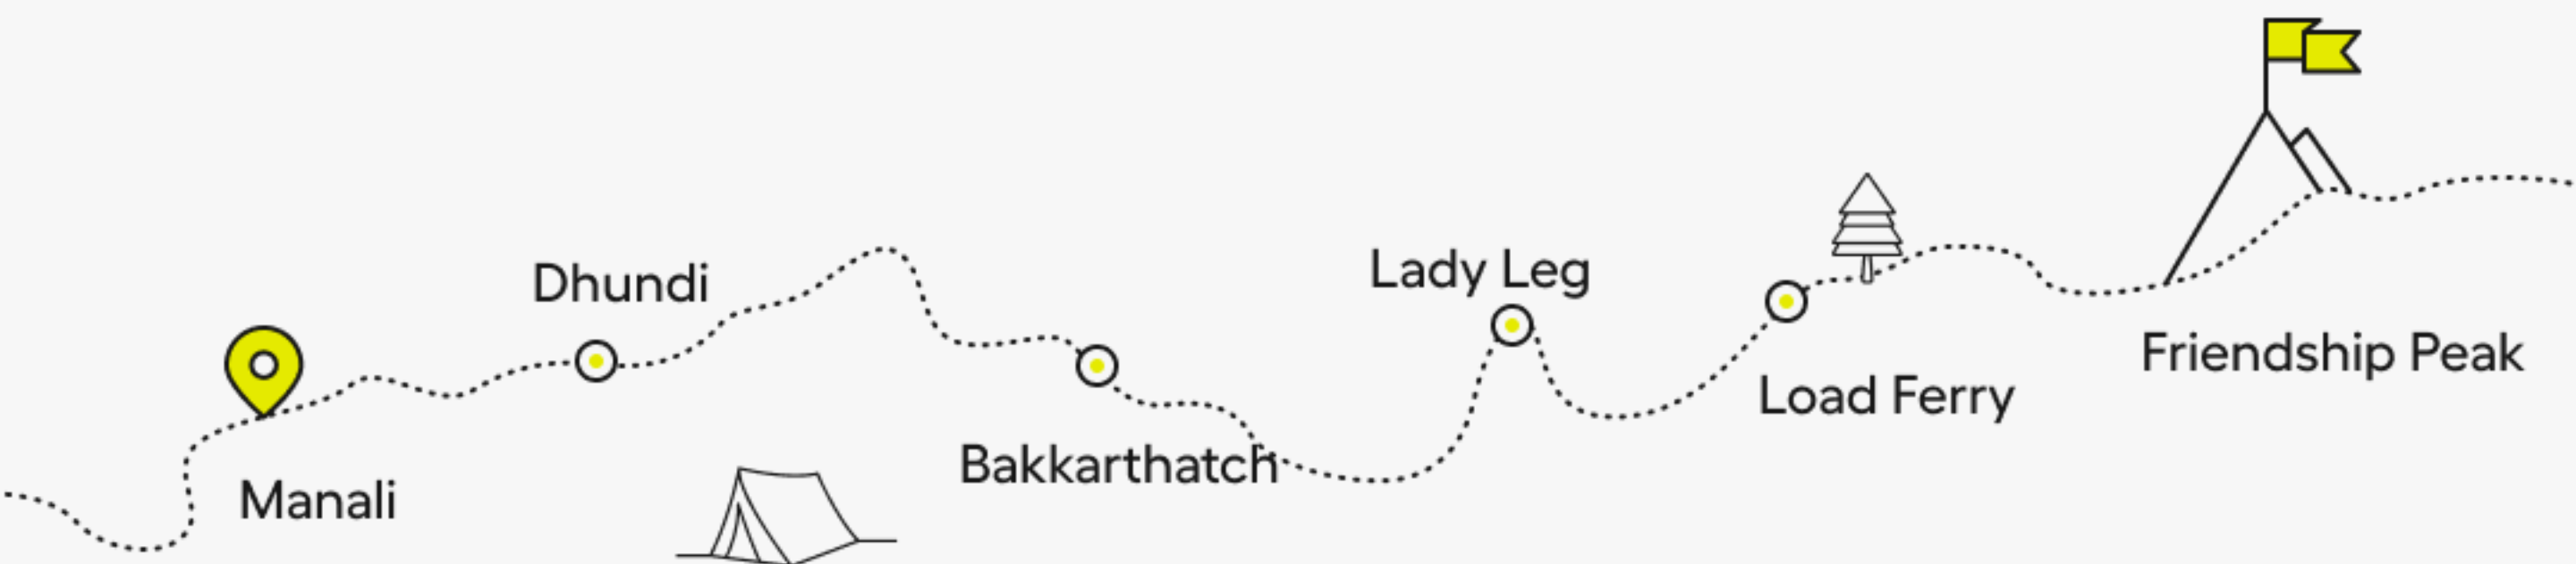 Manali
Dhundi
Bakkarthatch
Lady Leg
Load Ferry
Friendship Peak